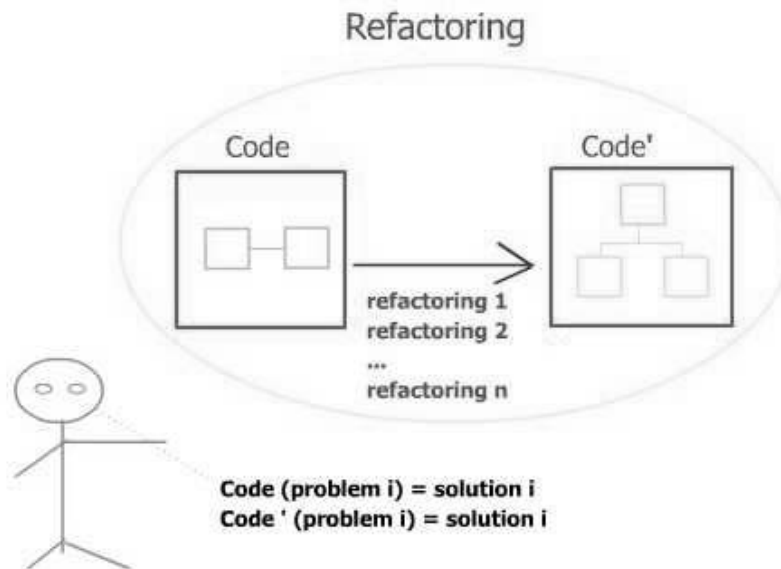 Refactoring
Code
Code'
refactoring 1
refactoring 2
...
refactoring n
Code (problem i) = solution i
Code ' (problem i) = solution i